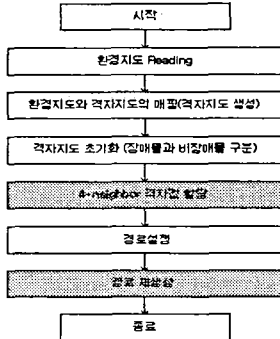 시작
환경지도 Reading
환경지도와 격자지도의 매핑(격자지도 생성)
격자지도 초기화 (장애물과 비장애물 구분)
4-neighbor 격자값 할당
경로설정
경로 재생성
종료